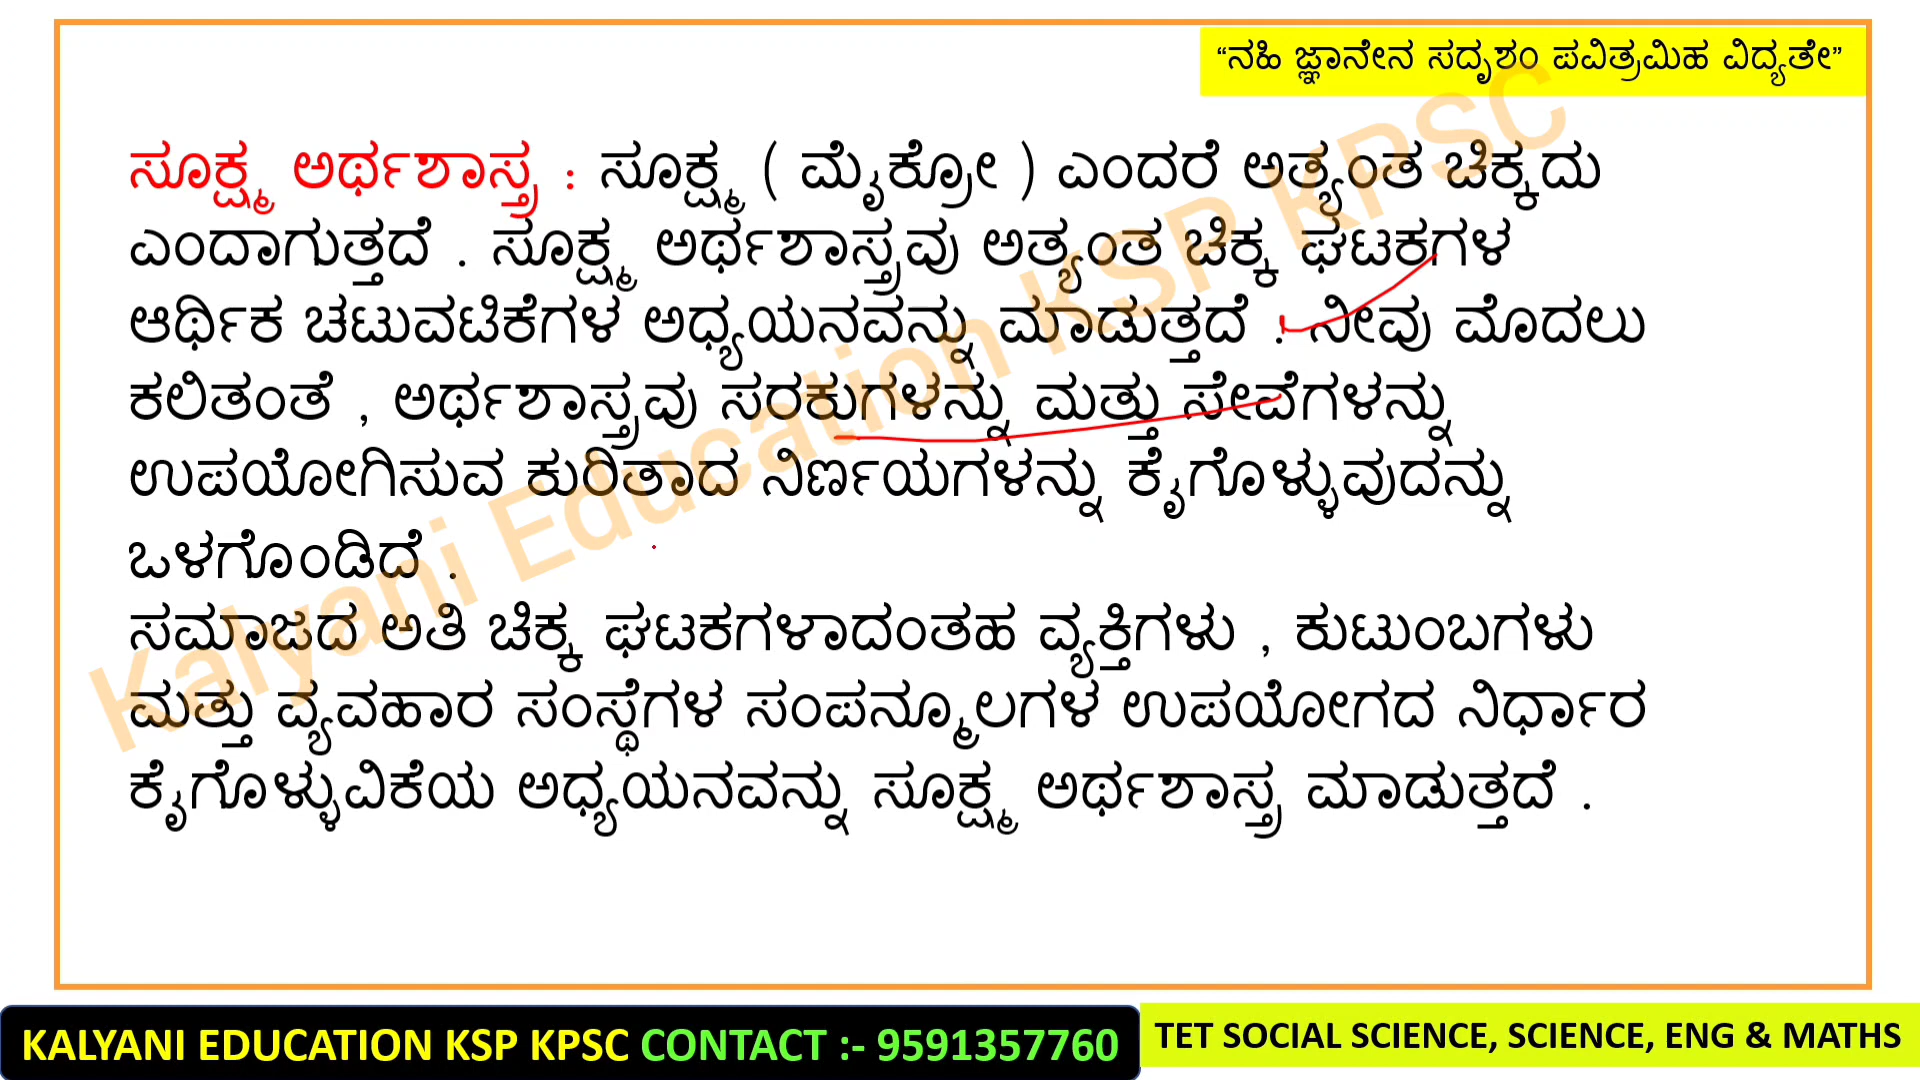 “ನಹಿ ಜ್ಞಾನೇನ ಸದೃಶಂ ಪವಿತ್ರಮಿಹ ವಿದ್ಯತೇ”
ಸೂಕ್ಷ್ಮ ಅರ್ಥಶಾಸ್ತ್ರ : ಸೂಕ್ಷ್ಮ ( ಮೈಕ್ರೋ ) ಎಂದರೆ ಅತ್ಯಂತ ಚಿಕ್ಕದು
ಎಂದಾಗುತ್ತದೆ . ಸೂಕ್ಷ್ಮ ಅರ್ಥಶಾಸ್ತ್ರವು ಅತ್ಯಂತ ಚಿಕ್ಕ ಘಟಕಗಳ
ಆರ್ಥಿಕ ಚಟುವಟಿಕೆಗಳ ಅಧ್ಯಯನವನ್ನು ಮಾಡುತ್ತದೆ . ನೀವು ಮೊದಲು
ಕಲಿತಂತೆ , ಅರ್ಥಶಾಸ್ತ್ರವು ಸರಕುಗಳನ್ನು ಮತ್ತು ಸೇವೆಗಳನ್ನು
ಉಪಯೋಗಿಸುವ ಕುರಿತಾದ ನಿರ್ಣಯಗಳನ್ನು ಕೈಗೊಳ್ಳುವುದನ್ನು
ಒಳಗೊಂಡಿದೆ .
ಸಮಾಜದ ಅತಿ ಚಿಕ್ಕ ಘಟಕಗಳಾದಂತಹ ವ್ಯಕ್ತಿಗಳು , ಕುಟುಂಬಗಳು
ಮತ್ತು ವ್ಯವಹಾರ ಸಂಸ್ಥೆಗಳ ಸಂಪನ್ಮೂಲಗಳ ಉಪಯೋಗದ ನಿರ್ಧಾರ
ಕೈಗೊಳ್ಳುವಿಕೆಯ ಅಧ್ಯಯನವನ್ನು ಸೂಕ್ಷ್ಮ ಅರ್ಥಶಾಸ್ತ್ರ ಮಾಡುತ್ತದೆ .
Kalyani Education KSP KPSC
KALYANI EDUCATION KSP KPSC CONTACT :- 9591357760
TET SOCIAL SCIENCE, SCIENCE, ENG & MATHS